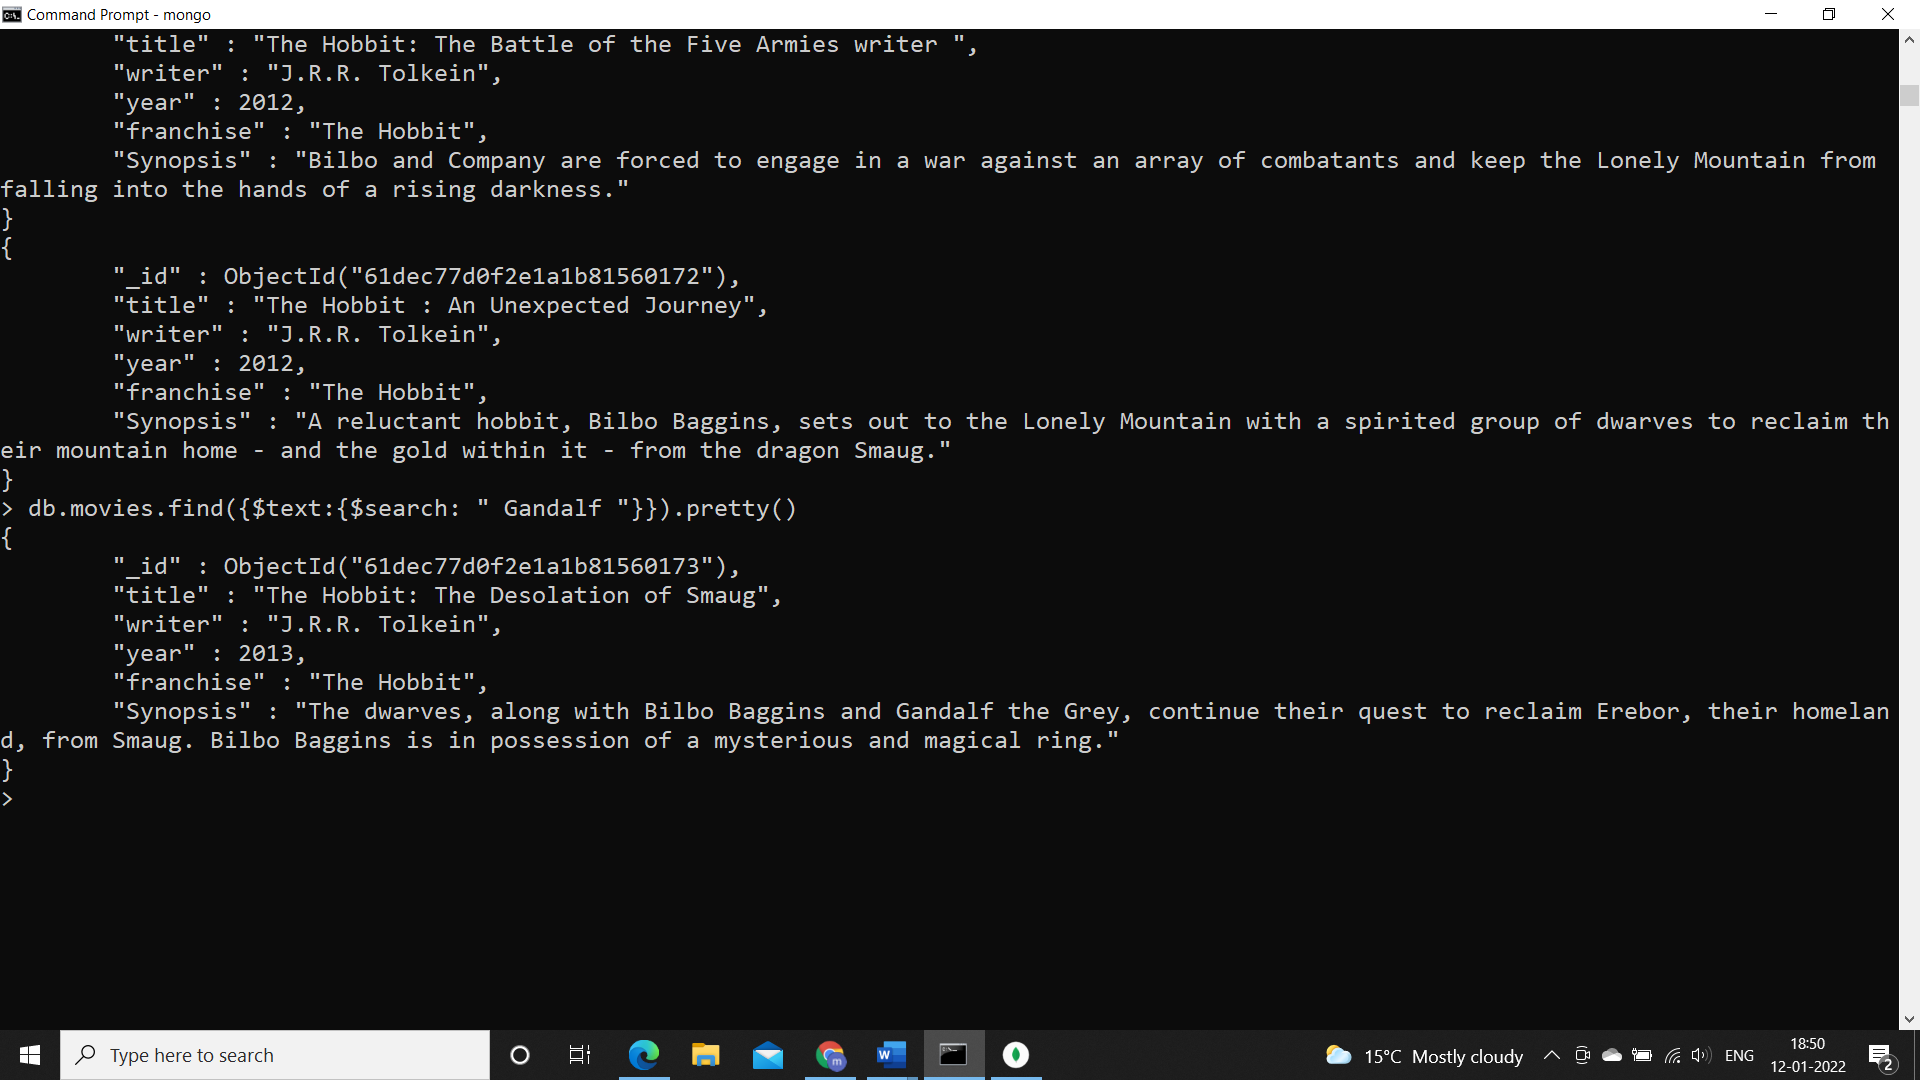 Command Prompt - mongo
"title" : "The Hobbit: The Battle of the Five Armies writer ",
"writer" : "J.R.R. Tolkein",
"year" : 2012,
"franchise" : "The Hobbit",
"Synopsis" : "Bilbo and Company are forced to engage in a war against an array of combatants and keep the Lonely Mountain from
falling into the hands of a rising darkness."
}
{
"_id" : ObjectId("61dec77d0f2e1a1b81560172"),
"title" : "The Hobbit : An Unexpected Journey",
"writer" : "J.R.R. Tolkein",
"year" : 2012,
"franchise" : "The Hobbit",
"Synopsis" : "A reluctant hobbit, Bilbo Baggins, sets out to the Lonely Mountain with a spirited group of dwarves to reclaim th
eir mountain home - and the gold within it - from the dragon Smaug."
}
> db.movies.find({$text:{$search: " Gandalf "}}).pretty()
{
"_id" : ObjectId("61dec77d0f2e1a1b81560173"),
"title" : "The Hobbit: The Desolation of Smaug",
"writer" : "J.R.R. Tolkein",
"year" : 2013,
"franchise" : "The Hobbit",
"Synopsis" : "The dwarves, along with Bilbo Baggins and Gandalf the Grey, continue their quest to reclaim Erebor, their homelan
d, from Smaug. Bilbo Baggins is in possession of a mysterious and magical ring."
}
>
Type here to search
15°C Mostly cloudy
ENG
18:50
12-01-2022
2